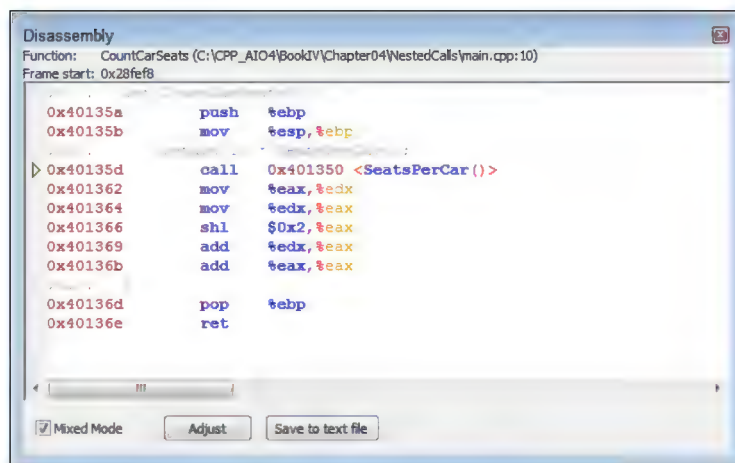 Disassembly
Function: CountCarSeats (C:\CPP_AIO4\BookIV\Chapter04\NestedCalls\main.cpp:10)
Frame start: 0x28fef8
0x40135a push %ebp
0x40135b mov %esp,%ebp
0x40135d call 0x401350 <SeatsPerCar()>
0x401362 mov %eax,%edx
0x401364 mov %edx,%eax
0x401366 shl $0x2,%eax
0x401369 add %edx,%eax
0x40136b add %eax,%eax
0x40136d pop %ebp
0x40136e ret
Mixed Mode Adjust Save to text file